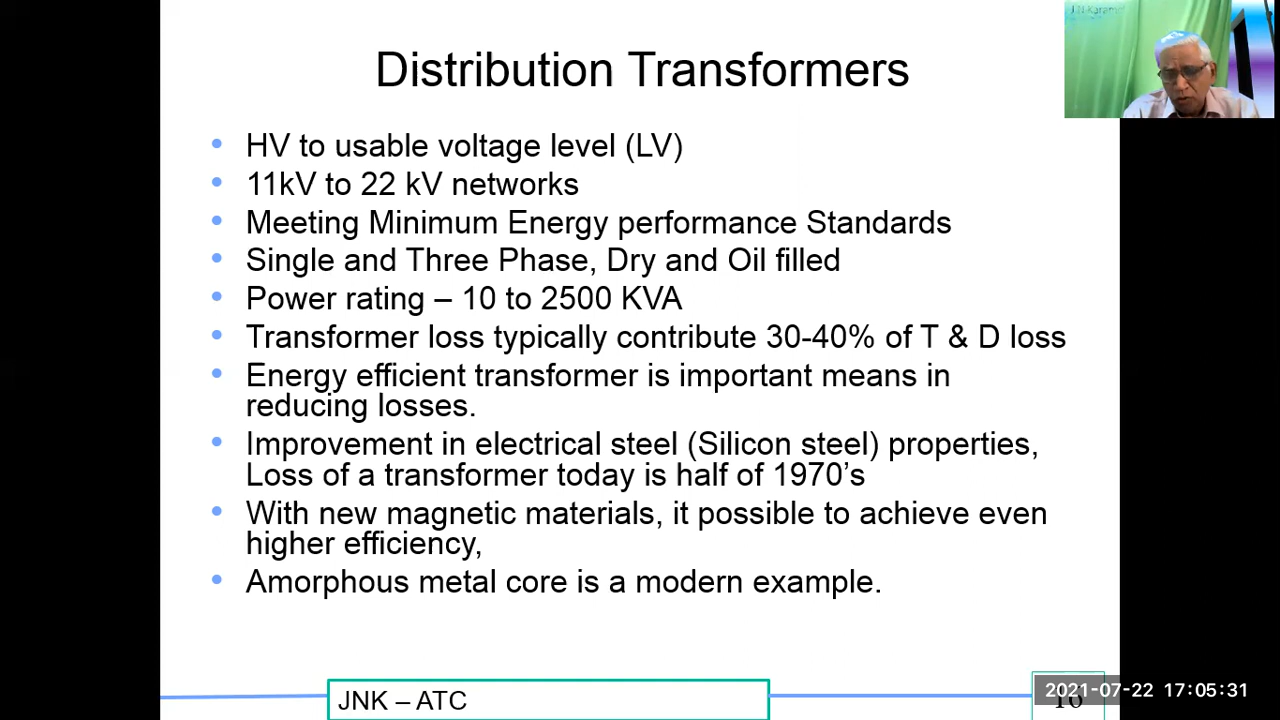 Distribution Transformers
• HV to usable voltage level (LV)
• 11kV to 22 kV networks
• Meeting Minimum Energy performance Standards
• Single and Three Phase, Dry and Oil filled
• Power rating – 10 to 2500 KVA
• Transformer loss typically contribute 30-40% of T & D loss
• Energy efficient transformer is important means in
reducing losses.
• Improvement in electrical steel (Silicon steel) properties,
Loss of a transformer today is half of 1970's
• With new magnetic materials, it possible to achieve even
higher efficiency,
• Amorphous metal core is a modern example.
JNK – ATC
2021-07-22 17:05:31